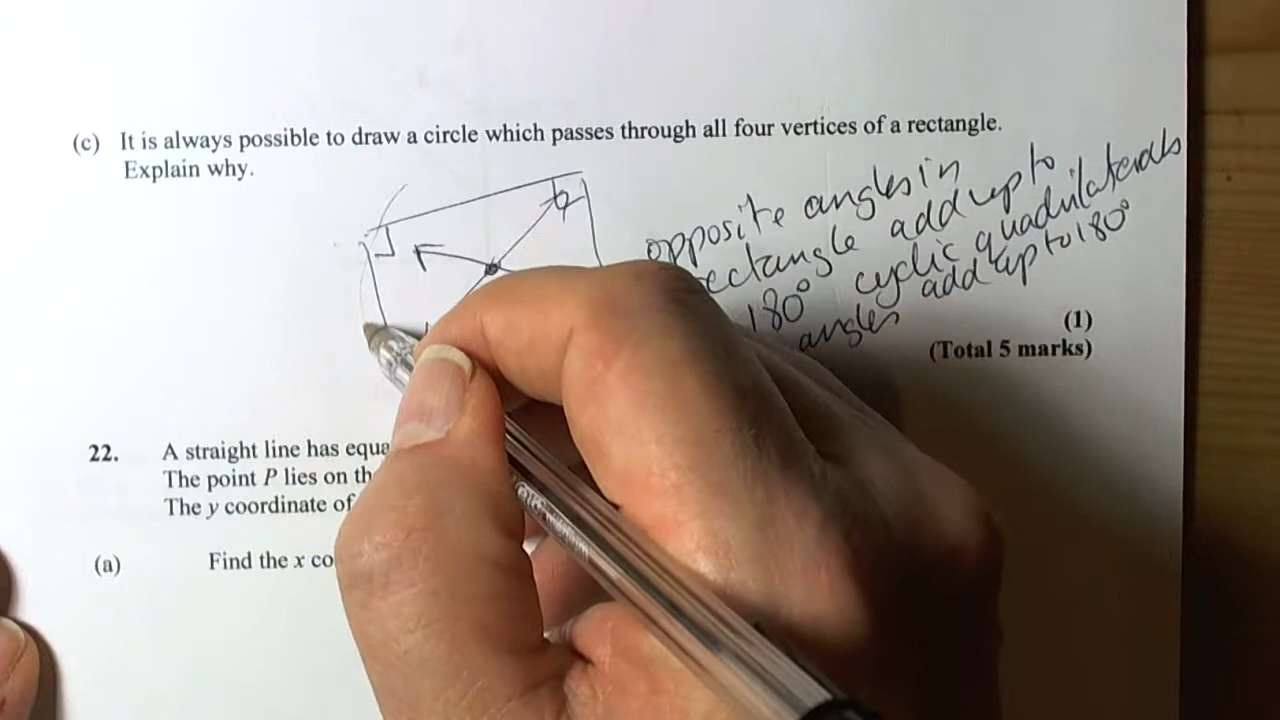 (c) It is always possible to draw a circle which passes through all four vertices of a rectangle.
Explain why.
opposite angles in
rectangle add up to
180° cyclic quadrilaterals
angles add up to 180°
(1)
(Total 5 marks)
22. A straight line has equa
The point P lies on th
The y coordinate of
(a) Find the x co